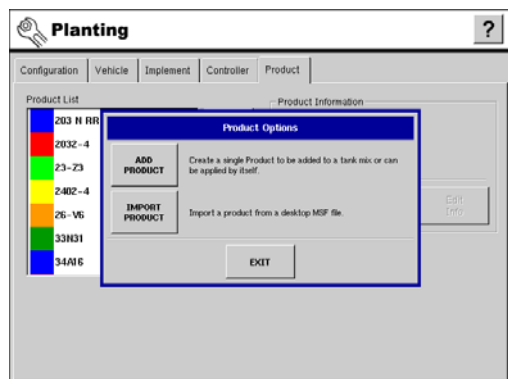 Planting
?
Configuration Vehicle Implement Controller Product
Product List
Product Information
203 N RR
2032-4
23-Z3
2402-4
26-V6
33N31
34A16
Product Options
ADD PRODUCT
Create a single Product to be added to a tank mix or can
be applied by itself.
IMPORT PRODUCT
Import a product from a desktop MSF file.
EXIT
Edit
Info